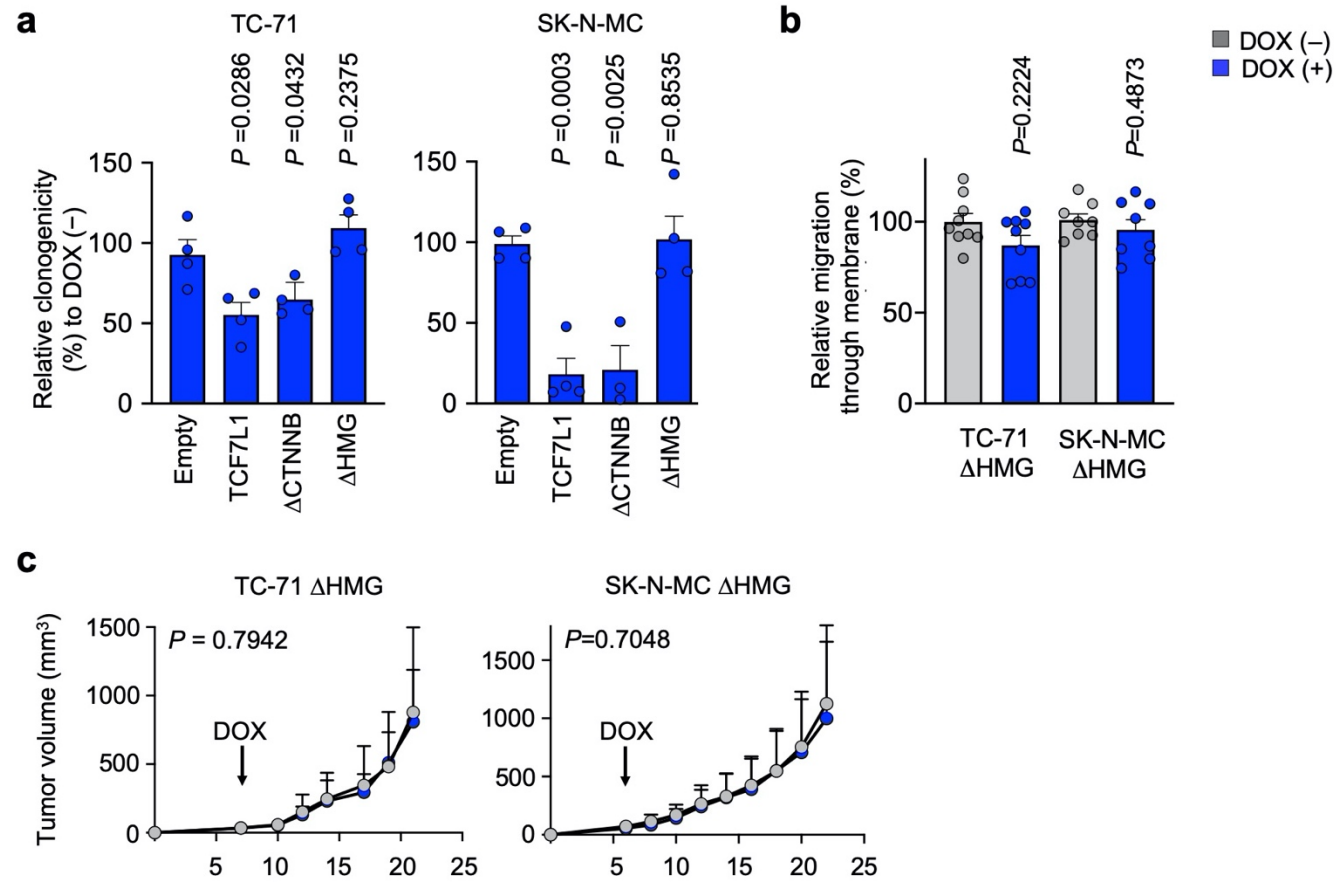 a
TC-71
SK-N-MC
b
DOX (–)
DOX (+)
P=0.0286
P=0.0432
P=0.2375
P=0.0003
P=0.0025
P=0.8535
P=0.2224
P=0.4873
Relative clonogenicity
(%) to DOX (–)
150
100
50
0
Empty
TCF7L1
ΔCTNNB
ΔHMG
150
100
50
0
Empty
TCF7L1
ΔCTNNB
ΔHMG
Relative migration
through membrane (%)
100
50
0
TC-71
ΔHMG
SK-N-MC
ΔHMG
c
TC-71 ΔHMG
SK-N-MC ΔHMG
Tumor volume (mm³)
1500
1000
500
0
P = 0.7942
DOX
5 10 15 20 25
1500
1000
500
0
P=0.7048
DOX
5 10 15 20 25